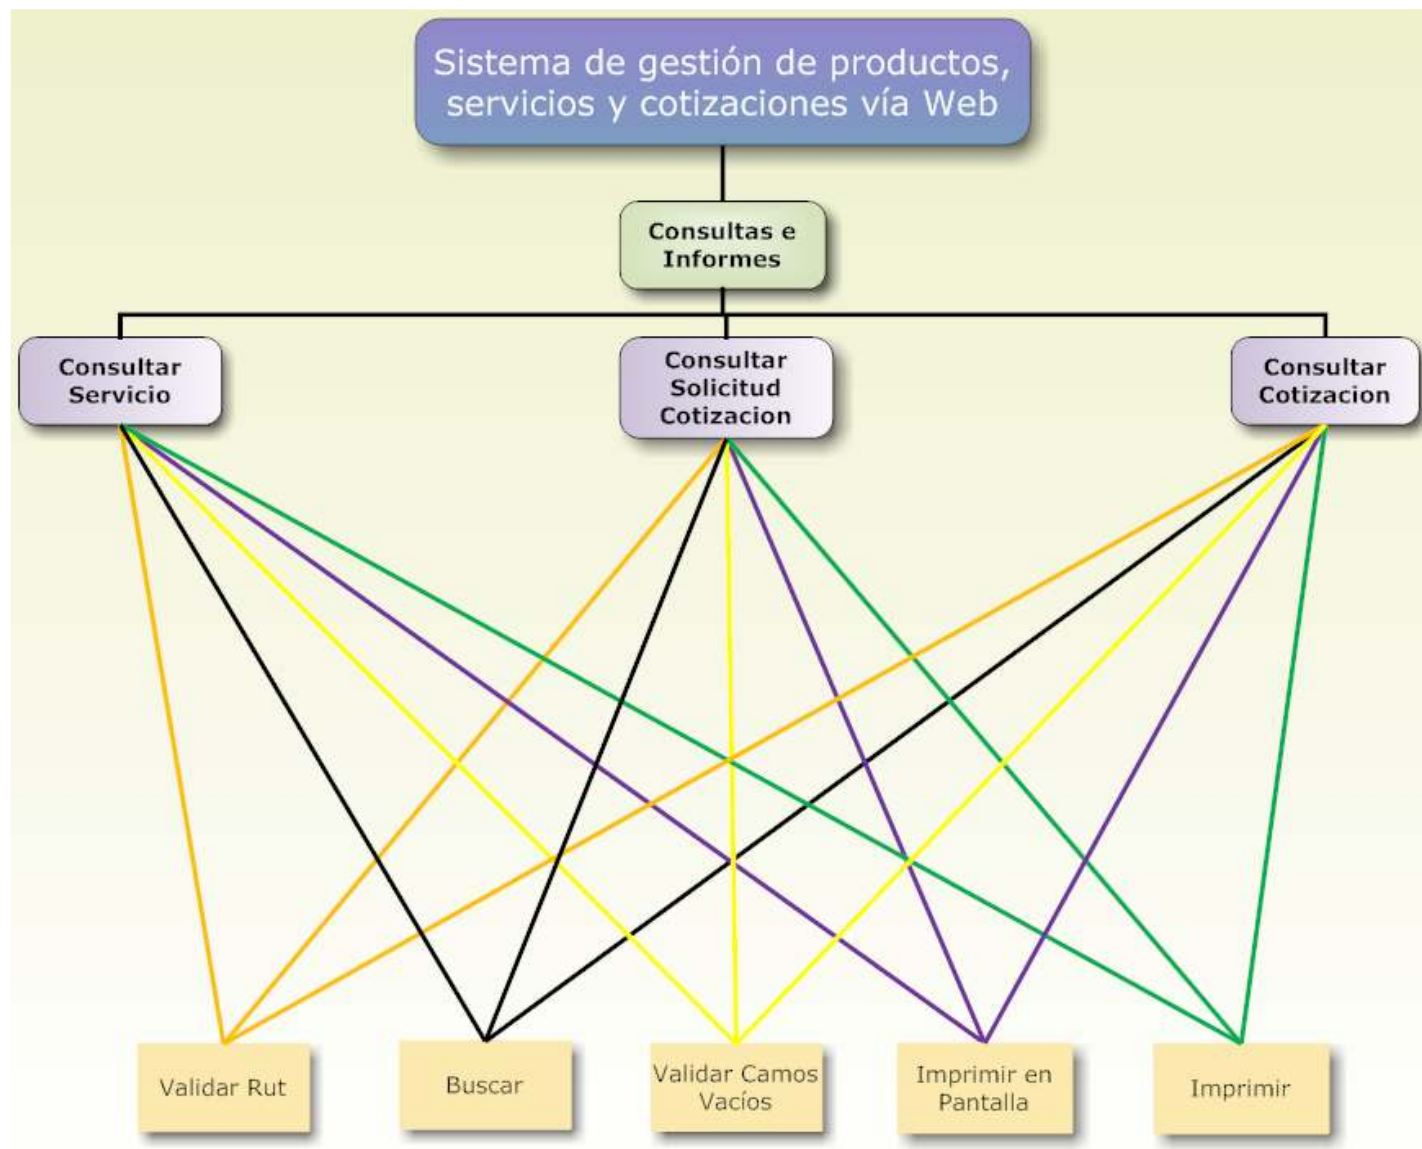 Sistema de gestión de productos,
servicios y cotizaciones vía Web
Consultas e
Informes
Consultar
Servicio
Consultar
Solicitud
Cotizacion
Consultar
Cotizacion
Validar Rut
Buscar
Validar Camos
Vacíos
Imprimir en
Pantalla
Imprimir